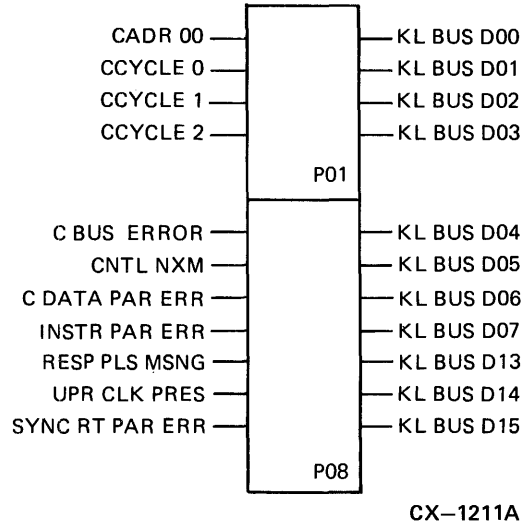 CADR 00 KL BUS D00
CCYCLE 0 KL BUS D01
CCYCLE 1 KL BUS D02
CCYCLE 2 KL BUS D03
P01
C BUS ERROR KL BUS D04
CNTL NXM KL BUS D05
C DATA PAR ERR KL BUS D06
INSTR PAR ERR KL BUS D07
RESP PLS MSNG KL BUS D13
UPR CLK PRES KL BUS D14
SYNC RT PAR ERR KL BUS D15
P08
CX–1211A